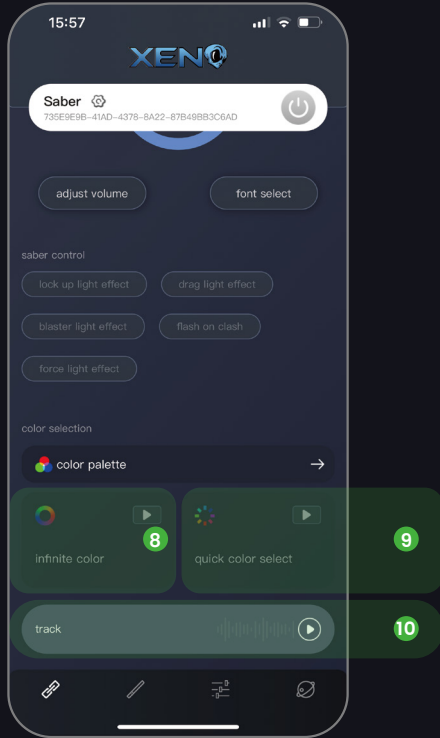 15:57
XENO
Saber
735E9E9B-41AD-4378-8A22-87B49BB3C6AD
adjust volume
font select
saber control
lock up light effect
drag light effect
blaster light effect
flash on clash
force light effect
color selection
color palette
8
9
infinite color
quick color select
track
10